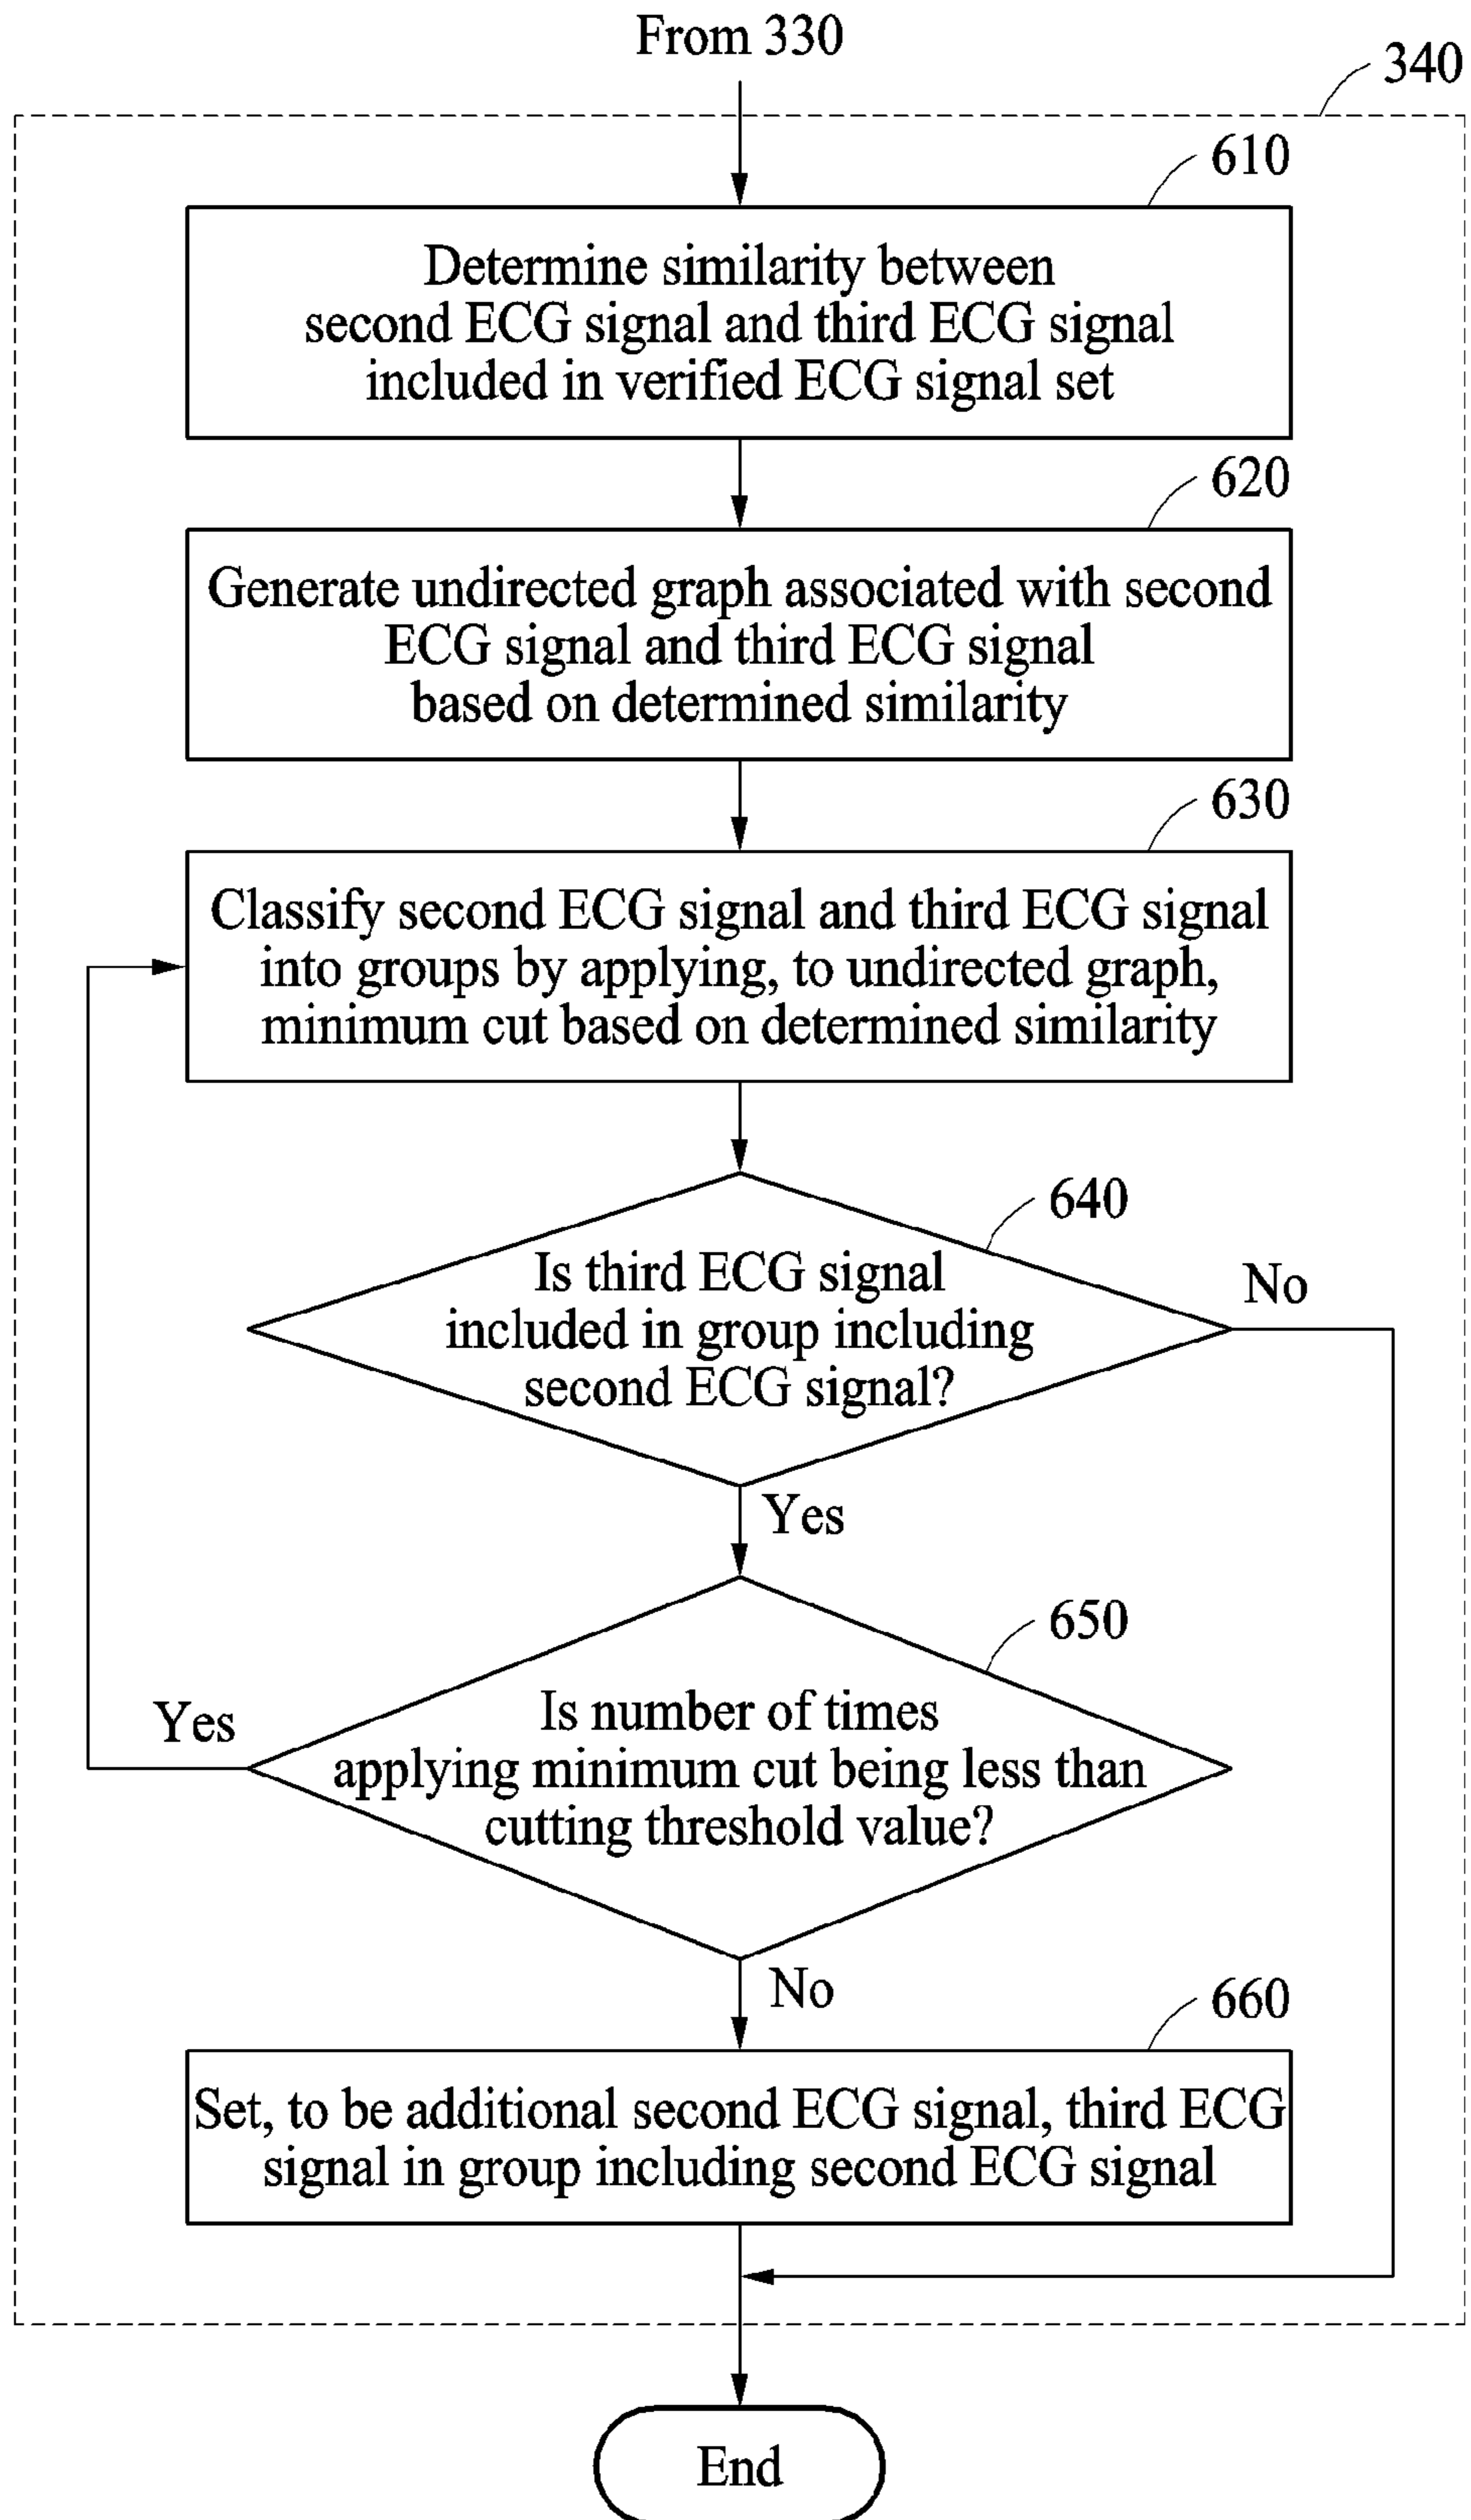 From 330
340
610
Determine similarity between
second ECG signal and third ECG signal
included in verified ECG signal set
620
Generate undirected graph associated with second
ECG signal and third ECG signal
based on determined similarity
630
Classify second ECG signal and third ECG signal
into groups by applying, to undirected graph,
minimum cut based on determined similarity
640
Is third ECG signal
included in group including
second ECG signal?
No
Yes
650
Is number of times
applying minimum cut being less than
cutting threshold value?
Yes
No
660
Set, to be additional second ECG signal, third ECG
signal in group including second ECG signal
End